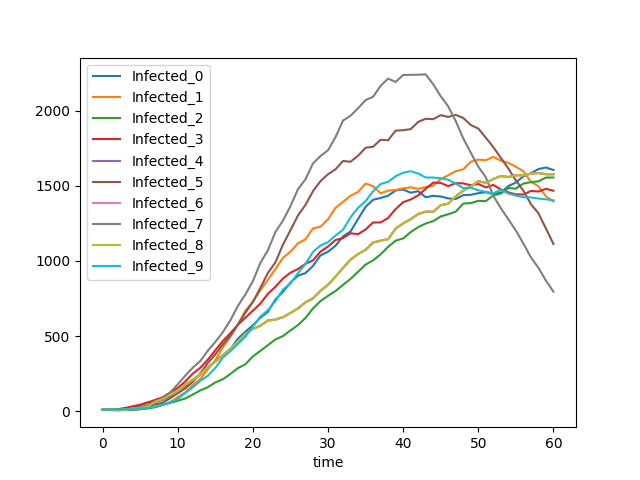 Infected_0
Infected_1
Infected_2
Infected_3
Infected_4
Infected_5
Infected_6
Infected_7
Infected_8
Infected_9
2000
1500
1000
500
0
0 10 20 30 40 50 60
time